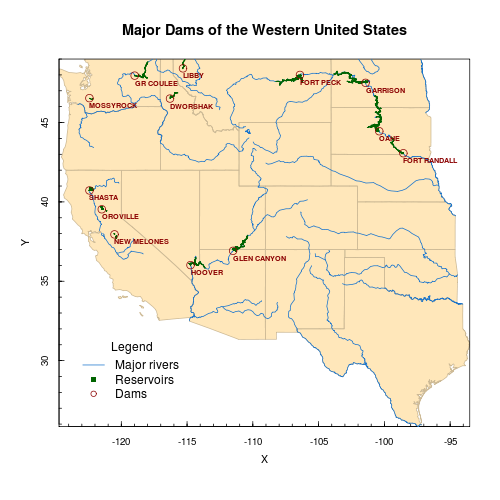 Major Dams of the Western United States
LIBBY
GR COULEE
FORT PECK
GARRISON
MOSSYROCK
DWORSHAK
OAHE
FORT RANDALL
SHASTA
OROVILLE
NEW MELONES
GLEN CANYON
HOOVER
45
40
35
30
Y
Legend
Major rivers
Reservoirs
Dams
-120 -115 -110 -105 -100 -95
X